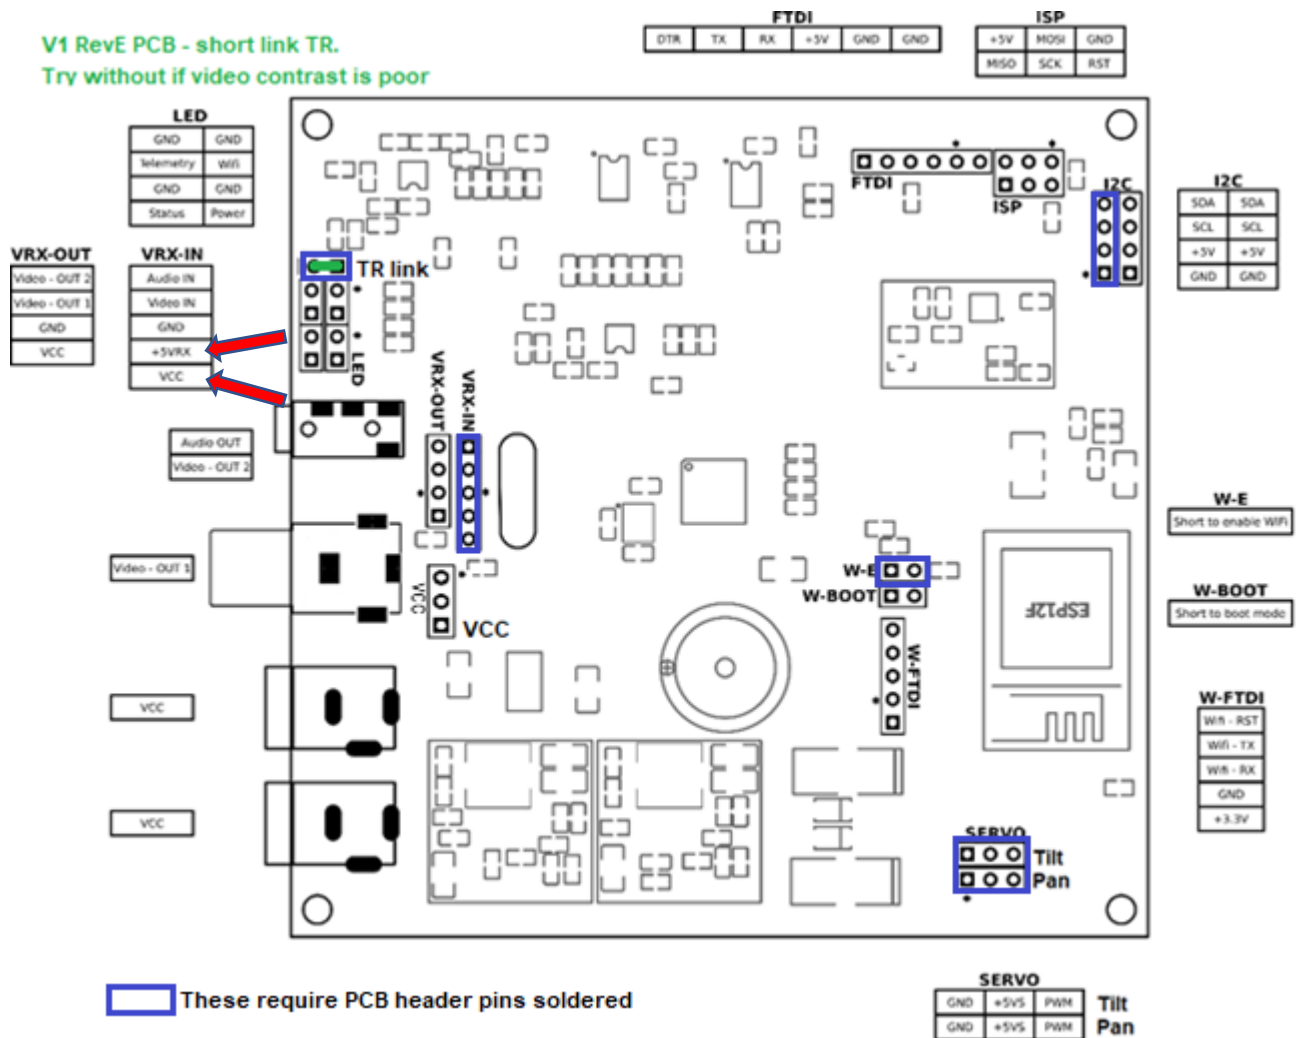 V1 RevE PCB - short link TR.
Try without if video contrast is poor
FTDI
DTR TX RX +5V GND GND
ISP
+5V MOSI GND
MISO SCK RST
LED
GND GND
Telemetry Wifi
GND GND
Status Power
VRX-OUT
Video - OUT 2
Video - OUT 1
GND
VCC
VRX-IN
Audio IN
Video IN
GND
+5VRX
VCC
Audio OUT
Video - OUT 2
Video - OUT 1
VCC
VCC
TR link
LED
VRX-OUT
VRX-IN
VCC
VCC
FTDI
ISP
I2C
I2C
SDA SDA
SCL SCL
+5V +5V
GND GND
W-E
W-BOOT
W-FTDI
ESP12F
W-E
Short to enable WiFi
W-BOOT
Short to boot mode
W-FTDI
Wifi - RST
Wifi - TX
Wifi - RX
GND
+3.3V
SERVO
Tilt
Pan
These require PCB header pins soldered
SERVO
GND +5VS PWM Tilt
GND +5VS PWM Pan